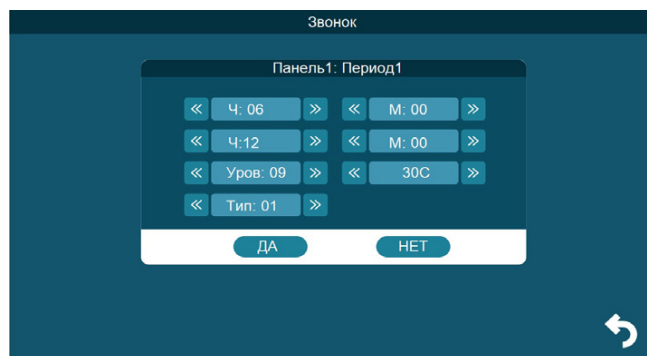 Звонок
Панель1: Период1
Ч: 06 М: 00
Ч:12 М: 00
Уров: 09 30С
Тип: 01
ДА НЕТ